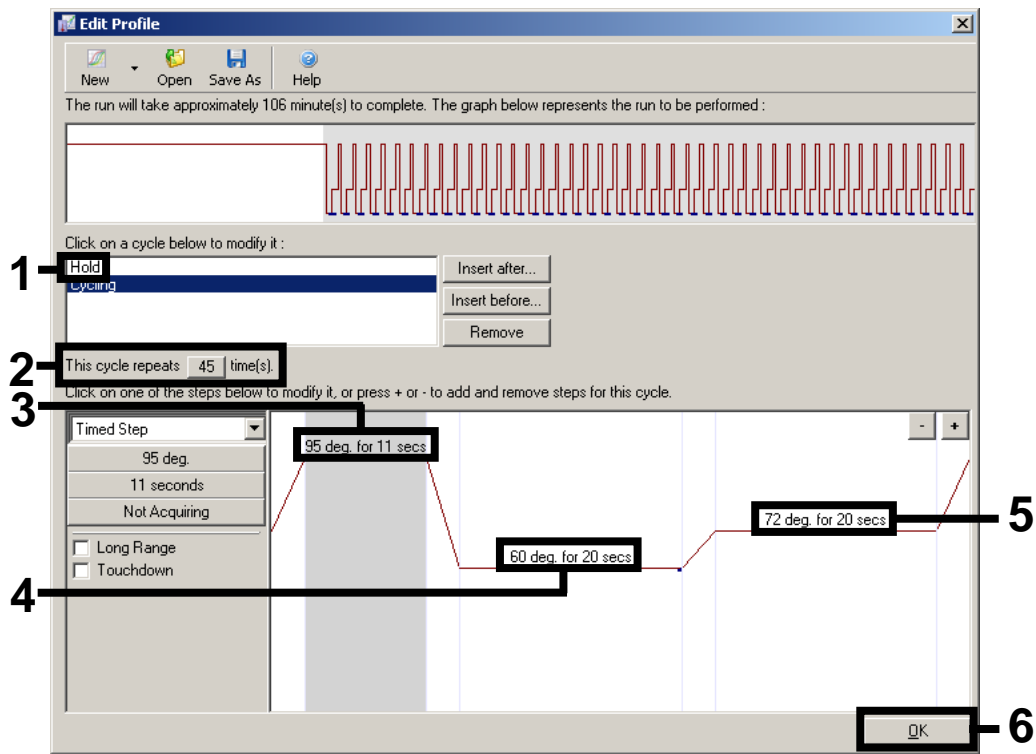 Edit Profile
New Open Save As Help
The run will take approximately 106 minute(s) to complete. The graph below represents the run to be performed :
Click on a cycle below to modify it :
1
Hold
Insert after...
Cycling
Insert before...
Remove
2
This cycle repeats 45 time(s).
Click on one of the steps below to modify it, or press + or - to add and remove steps for this cycle.
3
Timed Step
- +
95 deg. for 11 secs
95 deg.
11 seconds
Not Acquiring
72 deg. for 20 secs
5
Long Range
60 deg. for 20 secs
Touchdown
4
OK
6